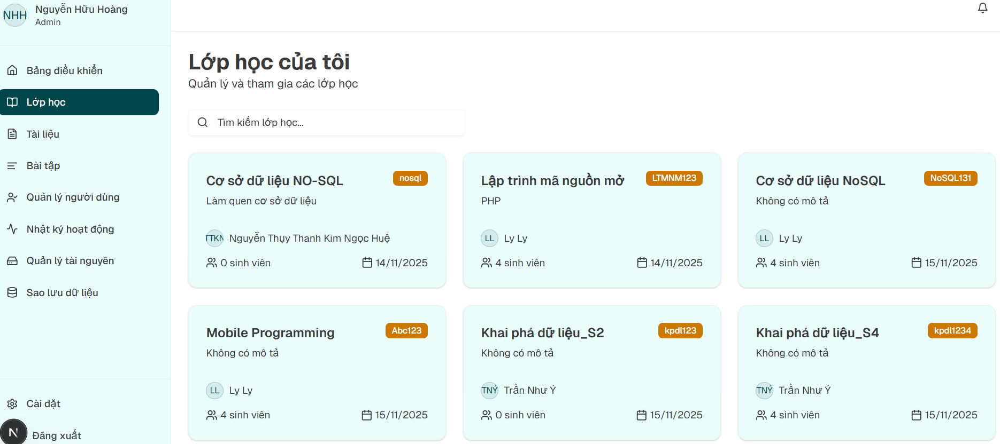 NHH
Nguyễn Hữu Hoàng
Admin
Bảng điều khiển
Lớp học
Tài liệu
Bài tập
Quản lý người dùng
Nhật ký hoạt động
Quản lý tài nguyên
Sao lưu dữ liệu
Cài đặt
N
Đăng xuất
Lớp học của tôi
Quản lý và tham gia các lớp học
Tìm kiếm lớp học...
Cơ sở dữ liệu NO-SQL
nosql
Làm quen cơ sở dữ liệu
TTKN
Nguyễn Thụy Thanh Kim Ngọc Huệ
0 sinh viên
14/11/2025
Lập trình mã nguồn mở
LTMNM123
PHP
LL
Ly Ly
4 sinh viên
14/11/2025
Cơ sở dữ liệu NoSQL
NoSQL131
Không có mô tả
LL
Ly Ly
4 sinh viên
15/11/2025
Mobile Programming
Abc123
Không có mô tả
LL
Ly Ly
4 sinh viên
15/11/2025
Khai phá dữ liệu_S2
kpdl123
Không có mô tả
TNÝ
Trần Như Ý
0 sinh viên
15/11/2025
Khai phá dữ liệu_S4
kpdl1234
Không có mô tả
TNÝ
Trần Như Ý
4 sinh viên
15/11/2025